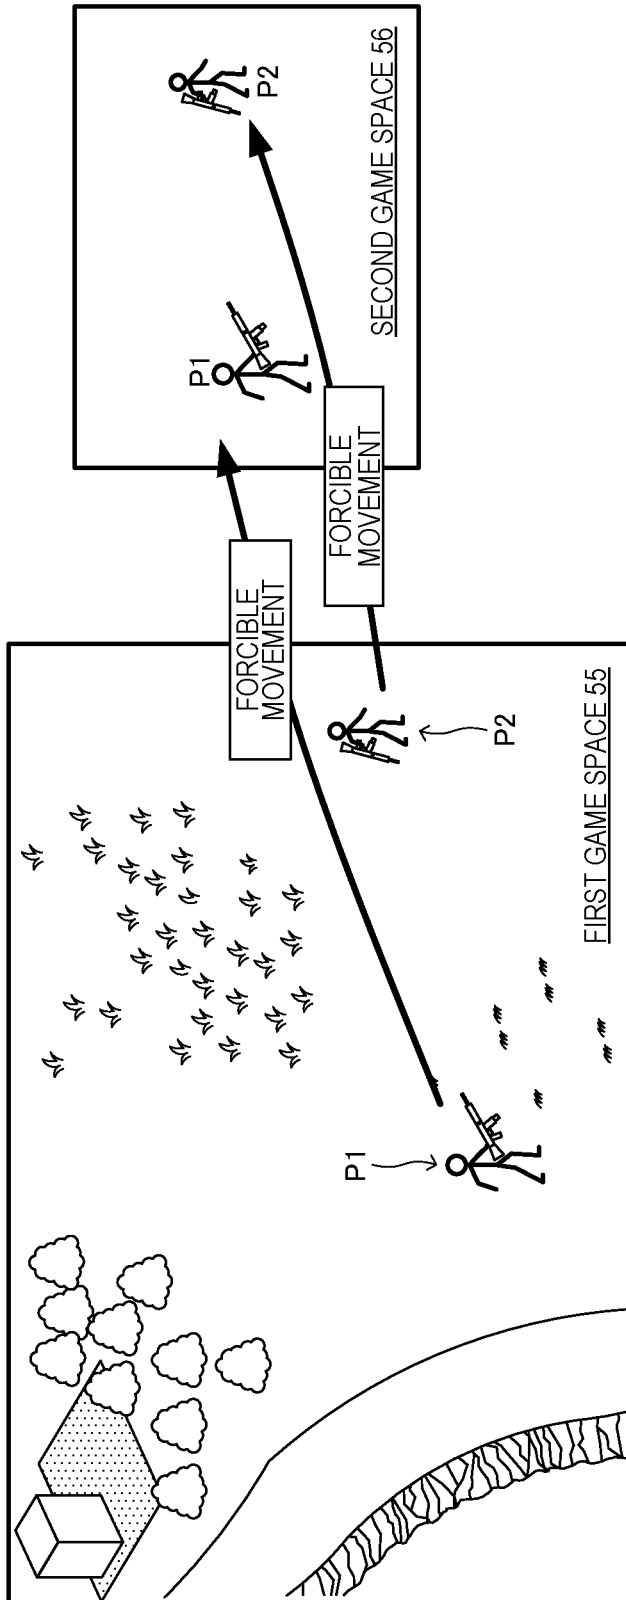 P1
P2
FORCIBLE
MOVEMENT
FORCIBLE
MOVEMENT
P1
P2
FIRST GAME SPACE 55
SECOND GAME SPACE 56